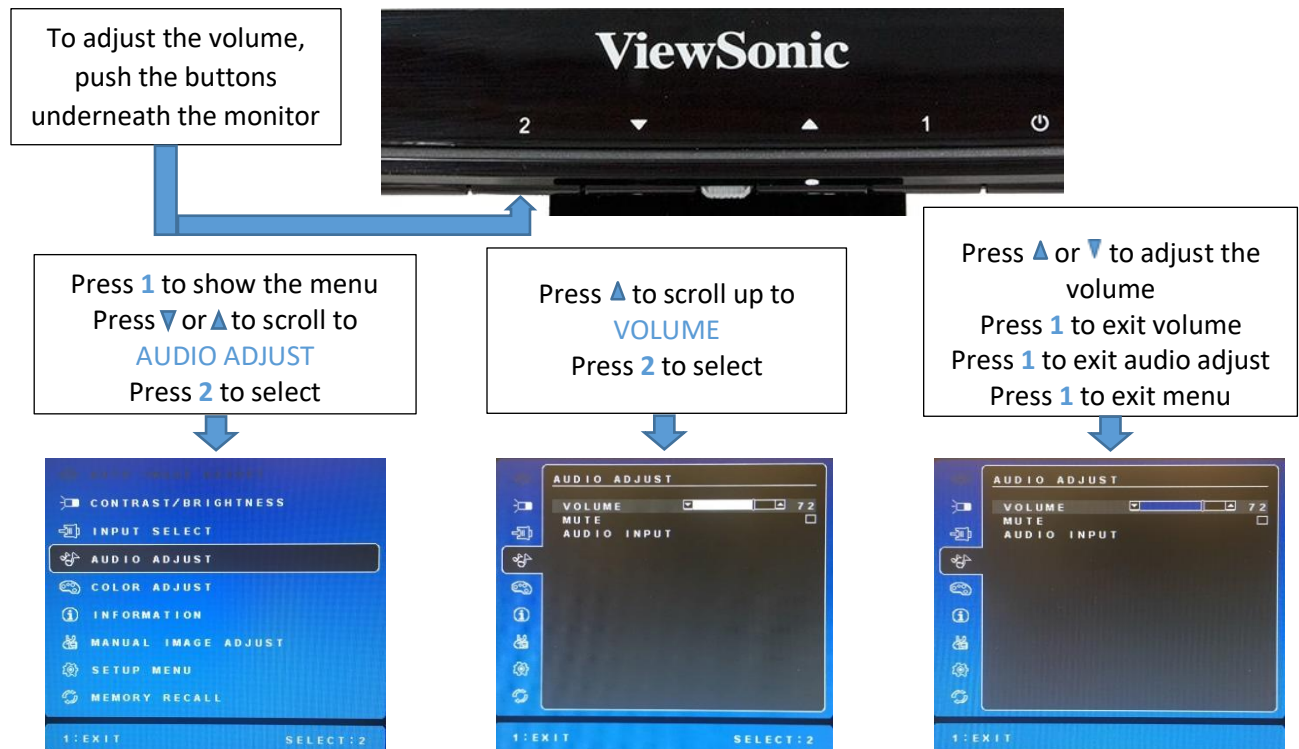 To adjust the volume,
push the buttons
underneath the monitor
ViewSonic
2 ▼ ▲ 1 ⏻
Press 1 to show the menu
Press ▼ or ▲ to scroll to
AUDIO ADJUST
Press 2 to select
Press ▲ to scroll up to
VOLUME
Press 2 to select
Press ▲ or ▼ to adjust the
volume
Press 1 to exit volume
Press 1 to exit audio adjust
Press 1 to exit menu
CONTRAST/BRIGHTNESS
INPUT SELECT
AUDIO ADJUST
COLOR ADJUST
INFORMATION
MANUAL IMAGE ADJUST
SETUP MENU
MEMORY RECALL
1:EXIT SELECT:2
AUDIO ADJUST
VOLUME 72
MUTE
AUDIO INPUT
1:EXIT SELECT:2
AUDIO ADJUST
VOLUME 72
MUTE
AUDIO INPUT
1:EXIT